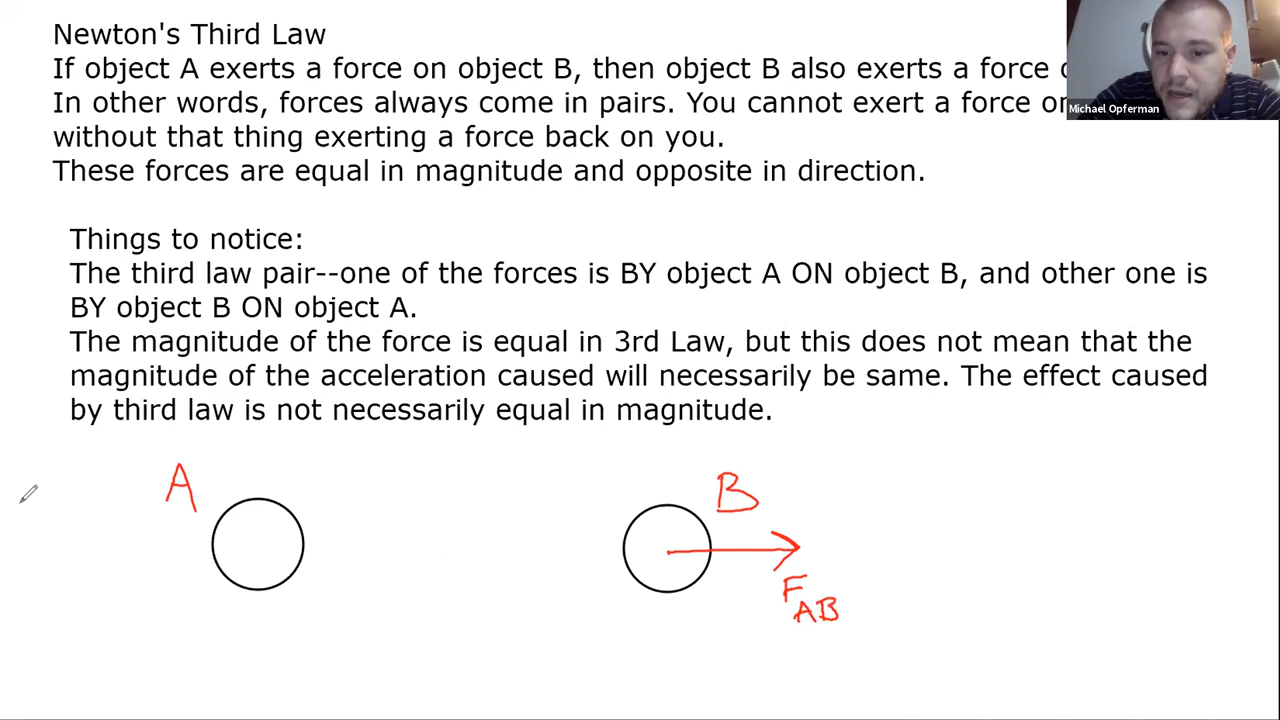 Newton's Third Law
If object A exerts a force on object B, then object B also exerts a force
In other words, forces always come in pairs. You cannot exert a force
Michael Opferman
without that thing exerting a force back on you.
These forces are equal in magnitude and opposite in direction.
Things to notice:
The third law pair--one of the forces is BY object A ON object B, and other one is
BY object B ON object A.
The magnitude of the force is equal in 3rd Law, but this does not mean that the
magnitude of the acceleration caused will necessarily be same. The effect caused
by third law is not necessarily equal in magnitude.
A
B
F
AB